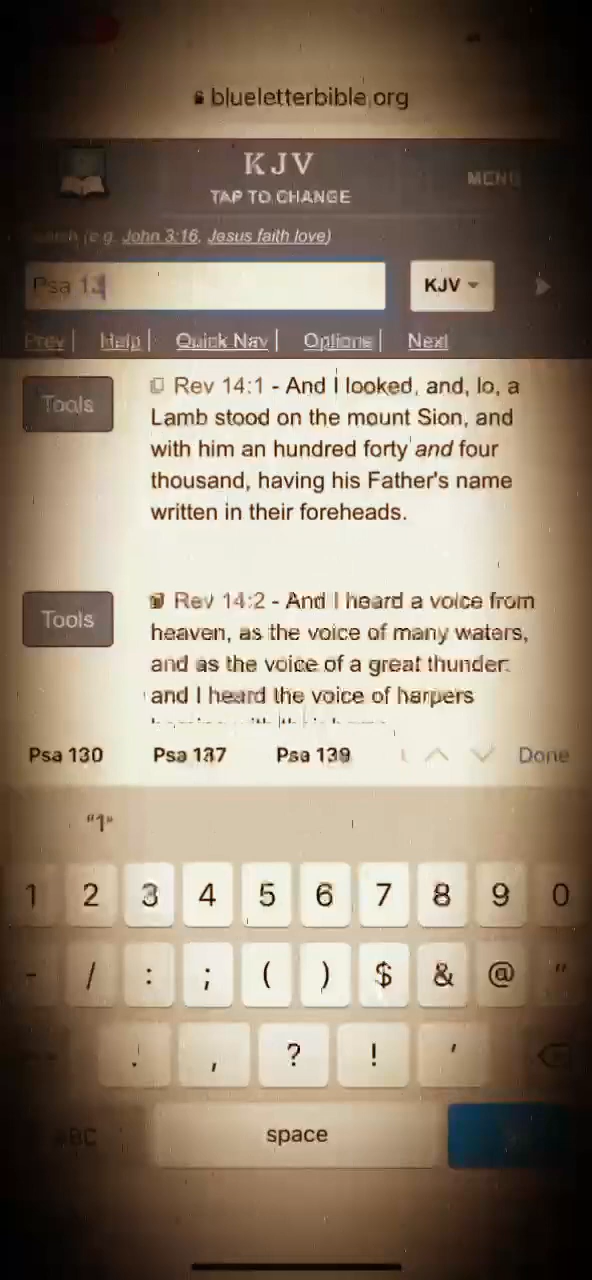 blueletterbible.org
KJV
TAP TO CHANGE
MENU
(e.g. John 3:16, Jesus faith love)
Psa 13
KJV
Prev | Help | Quick Nav | Options | Next
Tools
Rev 14:1 - And I looked, and, lo, a
Lamb stood on the mount Sion, and
with him an hundred forty and four
thousand, having his Father's name
written in their foreheads.
Tools
Rev 14:2 - And I heard a voice from
heaven, as the voice of many waters,
and as the voice of a great thunder:
and I heard the voice of harpers
Psa 130 Psa 137 Psa 139 Done
"1"
1 2 3 4 5 6 7 8 9 0
- / : ; ( ) $ & @ "
. , ? ! '
ABC space